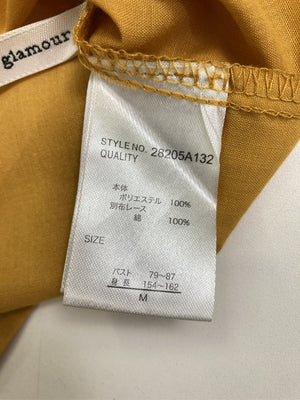 glamour
STYLE NO. 28205A132
QUALITY
本体
ポリエステル 100%
別布レース
綿 100%
SIZE
バスト 79~87
身長 154~162
M